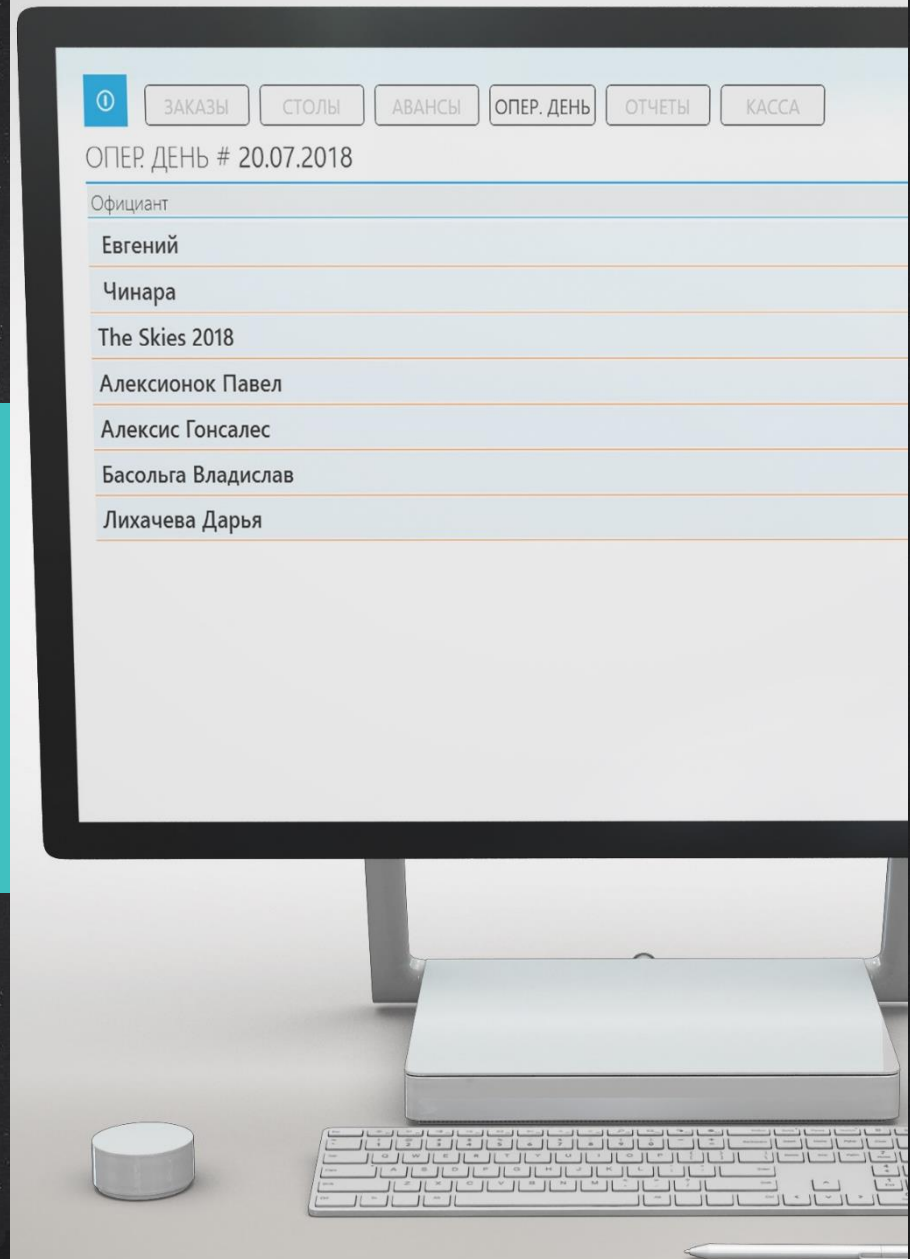 ЗАКАЗЫ СТОЛЫ АВАНСЫ ОПЕР. ДЕНЬ ОТЧЕТЫ КАССА
ОПЕР. ДЕНЬ # 20.07.2018
Официант
Евгений
Чинара
The Skies 2018
Алексионок Павел
Алексис Гонсалес
Басольга Владислав
Лихачева Дарья